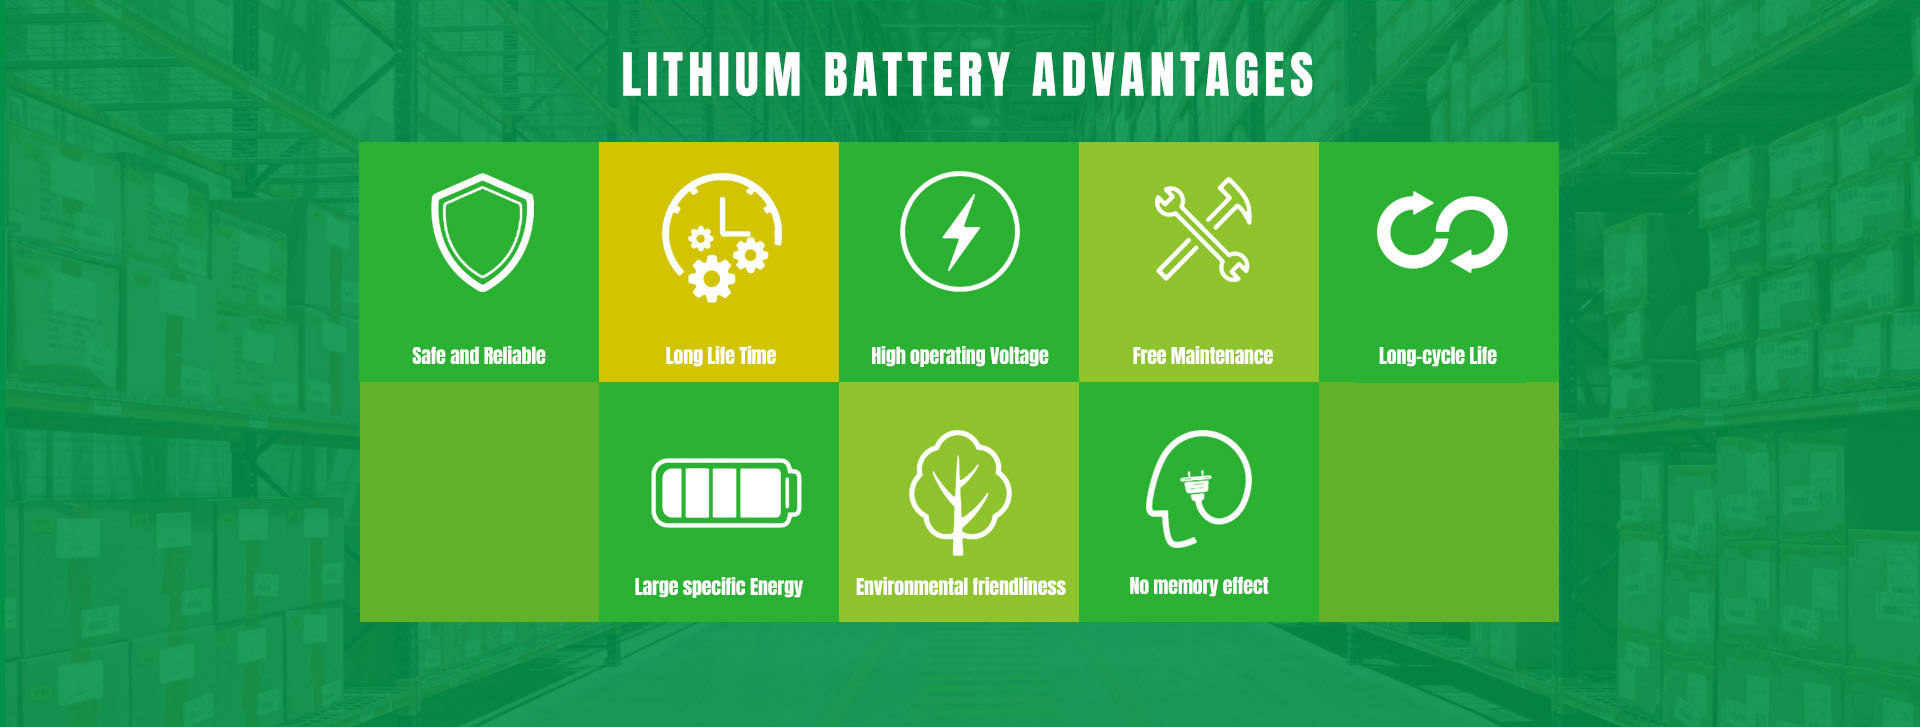 LITHIUM BATTERY ADVANTAGES
Safe and Reliable
Long Life Time
High operating Voltage
Free Maintenance
Long-cycle Life
Large specific Energy
Environmental friendliness
No memory effect